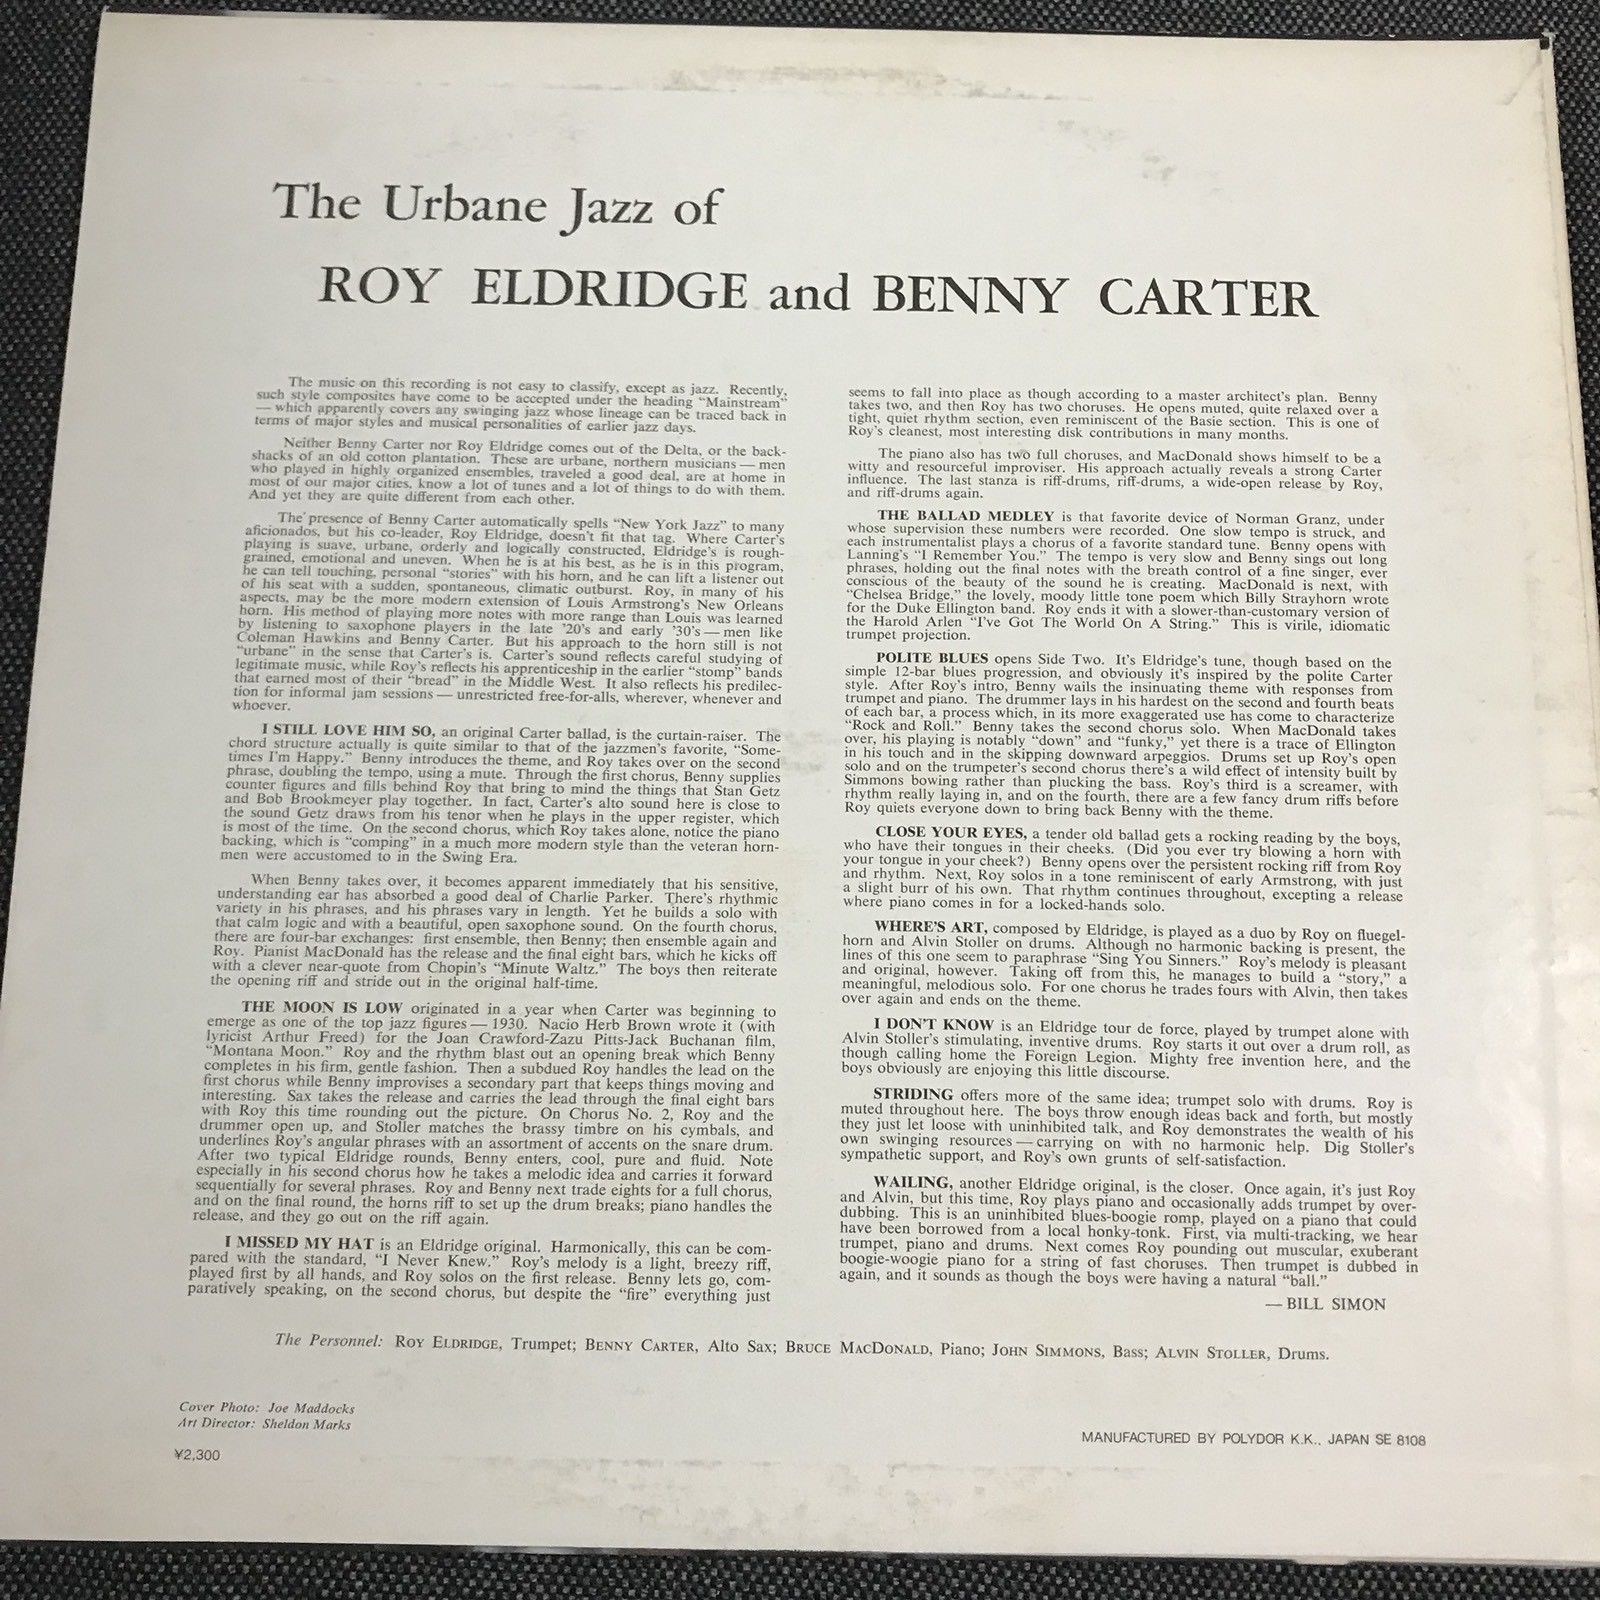 The Urbane Jazz of
ROY ELDRIDGE and BENNY CARTER
The music on this recording is not easy to classify, except as jazz. Recently,
such style composites have come to be accepted under the heading “Mainstream”
— which apparently covers any swinging jazz whose lineage can be traced back in
terms of major styles and musical personalities of earlier jazz days.
Neither Benny Carter nor Roy Eldridge comes out of the Delta, or the back-
shacks of an old cotton plantation. These are urbane, northern musicians — men
who played in highly organized ensembles, traveled a good deal, are at home in
most of our major cities, know a lot of tunes and a lot of things to do with them.
And yet they are quite different from each other.
The presence of Benny Carter automatically spells “New York Jazz” to many
aficionados, but his co-leader, Roy Eldridge, doesn't fit that tag. Where Carter's
playing is suave, urbane, orderly and logically constructed, Eldridge's is rough-
grained, emotional and uneven. When he is at his best, as he is in this program,
he can tell touching, personal “stories” with his horn, and he can lift a listener out
of his seat with a sudden, spontaneous, climatic outburst. Roy, in many of his
aspects, may be the more modern extension of Louis Armstrong's New Orleans
horn. His method of playing more notes with more range than Louis was learned
by listening to saxophone players in the late '20's and early '30's — men like
Coleman Hawkins and Benny Carter. But his approach to the horn still is not
“urbane” in the sense that Carter's is. Carter's sound reflects careful studying of
legitimate music, while Roy's reflects his apprenticeship in the earlier “stomp” bands
that earned most of their “bread” in the Middle West. It also reflects his predilec-
tion for informal jam sessions — unrestricted free-for-alls, wherever, whenever and
whoever.
I STILL LOVE HIM SO, an original Carter ballad, is the curtain-raiser. The
chord structure actually is quite similar to that of the jazzmen's favorite, “Some-
times I'm Happy.” Benny introduces the theme, and Roy takes over on the second
phrase, doubling the tempo, using a mute. Through the first chorus, Benny supplies
counter figures and fills behind Roy that bring to mind the things that Stan Getz
and Bob Brookmeyer play together. In fact, Carter's alto sound here is close to
the sound Getz draws from his tenor when he plays in the upper register, which
is most of the time. On the second chorus, which Roy takes alone, notice the piano
backing, which is “comping” in a much more modern style than the veteran horn-
men were accustomed to in the Swing Era.
When Benny takes over, it becomes apparent immediately that his sensitive,
understanding ear has absorbed a good deal of Charlie Parker. There's rhythmic
variety in his phrases, and his phrases vary in length. Yet he builds a solo with
that calm logic and with a beautiful, open saxophone sound. On the fourth chorus,
there are four-bar exchanges: first ensemble, then Benny; then ensemble again and
Roy. Pianist MacDonald has the release and the final eight bars, which he kicks off
with a clever near-quote from Chopin's “Minute Waltz.” The boys then reiterate
the opening riff and stride out in the original half-time.
THE MOON IS LOW originated in a year when Carter was beginning to
emerge as one of the top jazz figures — 1930. Nacio Herb Brown wrote it (with
lyricist Arthur Freed) for the Joan Crawford-Zazu Pitts-Jack Buchanan film,
“Montana Moon.” Roy and the rhythm blast out an opening break which Benny
completes in his firm, gentle fashion. Then a subdued Roy handles the lead on the
first chorus while Benny improvises a secondary part that keeps things moving and
interesting. Sax takes the release and carries the lead through the final eight bars
with Roy this time rounding out the picture. On Chorus No. 2, Roy and the
drummer open up, and Stoller matches the brassy timbre on his cymbals, and
underlines Roy's angular phrases with an assortment of accents on the snare drum.
After two typical Eldridge rounds, Benny enters, cool, pure and fluid. Note
especially in his second chorus how he takes a melodic idea and carries it forward
sequentially for several phrases. Roy and Benny next trade eights for a full chorus,
and on the final round, the horns riff to set up the drum breaks; piano handles the
release, and they go out on the riff again.
I MISSED MY HAT is an Eldridge original. Harmonically, this can be com-
pared with the standard, “I Never Knew.” Roy's melody is a light, breezy riff,
played first by all hands, and Roy solos on the first release. Benny lets go, com-
paratively speaking, on the second chorus, but despite the “fire” everything just
seems to fall into place as though according to a master architect's plan. Benny
takes two, and then Roy has two choruses. He opens muted, quite relaxed over a
tight, quiet rhythm section, even reminiscent of the Basie section. This is one of
Roy's cleanest, most interesting disk contributions in many months.
The piano also has two full choruses, and MacDonald shows himself to be a
witty and resourceful improviser. His approach actually reveals a strong Carter
influence. The last stanza is riff-drums, riff-drums, a wide-open release by Roy,
and riff-drums again.
THE BALLAD MEDLEY is that favorite device of Norman Granz, under
whose supervision these numbers were recorded. One slow tempo is struck, and
each instrumentalist plays a chorus of a favorite standard tune. Benny opens with
Lanning's “I Remember You.” The tempo is very slow and Benny sings out long
phrases, holding out the final notes with the breath control of a fine singer, ever
conscious of the beauty of the sound he is creating. MacDonald is next, with
“Chelsea Bridge,” the lovely, moody little tone poem which Billy Strayhorn wrote
for the Duke Ellington band. Roy ends it with a slower-than-customary version of
the Harold Arlen “I've Got The World On A String.” This is virile, idiomatic
trumpet projection.
POLITE BLUES opens Side Two. It's Eldridge's tune, though based on the
simple 12-bar blues progression, and obviously it's inspired by the polite Carter
style. After Roy's intro, Benny wails the insinuating theme with responses from
trumpet and piano. The drummer lays in his hardest on the second and fourth beats
of each bar, a process which, in its more exaggerated use has come to characterize
“Rock and Roll.” Benny takes the second chorus solo. When MacDonald takes
over, his playing is notably “down” and “funky,” yet there is a trace of Ellington
in his touch and in the skipping downward arpeggios. Drums set up Roy's open
solo and on the trumpeter's second chorus there's a wild effect of intensity built by
Simmons bowing rather than plucking the bass. Roy's third is a screamer, with
rhythm really laying in, and on the fourth, there are a few fancy drum riffs before
Roy quiets everyone down to bring back Benny with the theme.
CLOSE YOUR EYES, a tender old ballad gets a rocking reading by the boys,
who have their tongues in their cheeks. (Did you ever try blowing a horn with
your tongue in your cheek?) Benny opens over the persistent rocking riff from Roy
and rhythm. Next, Roy solos in a tone reminiscent of early Armstrong, with just
a slight burr of his own. That rhythm continues throughout, excepting a release
where piano comes in for a locked-hands solo.
WHERE'S ART, composed by Eldridge, is played as a duo by Roy on fluegel-
horn and Alvin Stoller on drums. Although no harmonic backing is present, the
lines of this one seem to paraphrase “Sing You Sinners.” Roy's melody is pleasant
and original, however. Taking off from this, he manages to build a “story,” a
meaningful, melodious solo. For one chorus he trades fours with Alvin, then takes
over again and ends on the theme.
I DON'T KNOW is an Eldridge tour de force, played by trumpet alone with
Alvin Stoller's stimulating, inventive drums. Roy starts it out over a drum roll, as
though calling home the Foreign Legion. Mighty free invention here, and the
boys obviously are enjoying this little discourse.
STRIDING offers more of the same idea; trumpet solo with drums. Roy is
muted throughout here. The boys throw enough ideas back and forth, but mostly
they just let loose with uninhibited talk, and Roy demonstrates the wealth of his
own swinging resources — carrying on with no harmonic help. Dig Stoller's
sympathetic support, and Roy's own grunts of self-satisfaction.
WAILING, another Eldridge original, is the closer. Once again, it's just Roy
and Alvin, but this time, Roy plays piano and occasionally adds trumpet by over-
dubbing. This is an uninhibited blues-boogie romp, played on a piano that could
have been borrowed from a local honky-tonk. First, via multi-tracking, we hear
trumpet, piano and drums. Next comes Roy pounding out muscular, exuberant
boogie-woogie piano for a string of fast choruses. Then trumpet is dubbed in
again, and it sounds as though the boys were having a natural “ball.”
— BILL SIMON
The Personnel: ROY ELDRIDGE, Trumpet; BENNY CARTER, Alto Sax; BRUCE MACDONALD, Piano; JOHN SIMMONS, Bass; ALVIN STOLLER, Drums.
Cover Photo: Joe Maddocks
Art Director: Sheldon Marks
¥2,300
MANUFACTURED BY POLYDOR K.K., JAPAN SE 8108